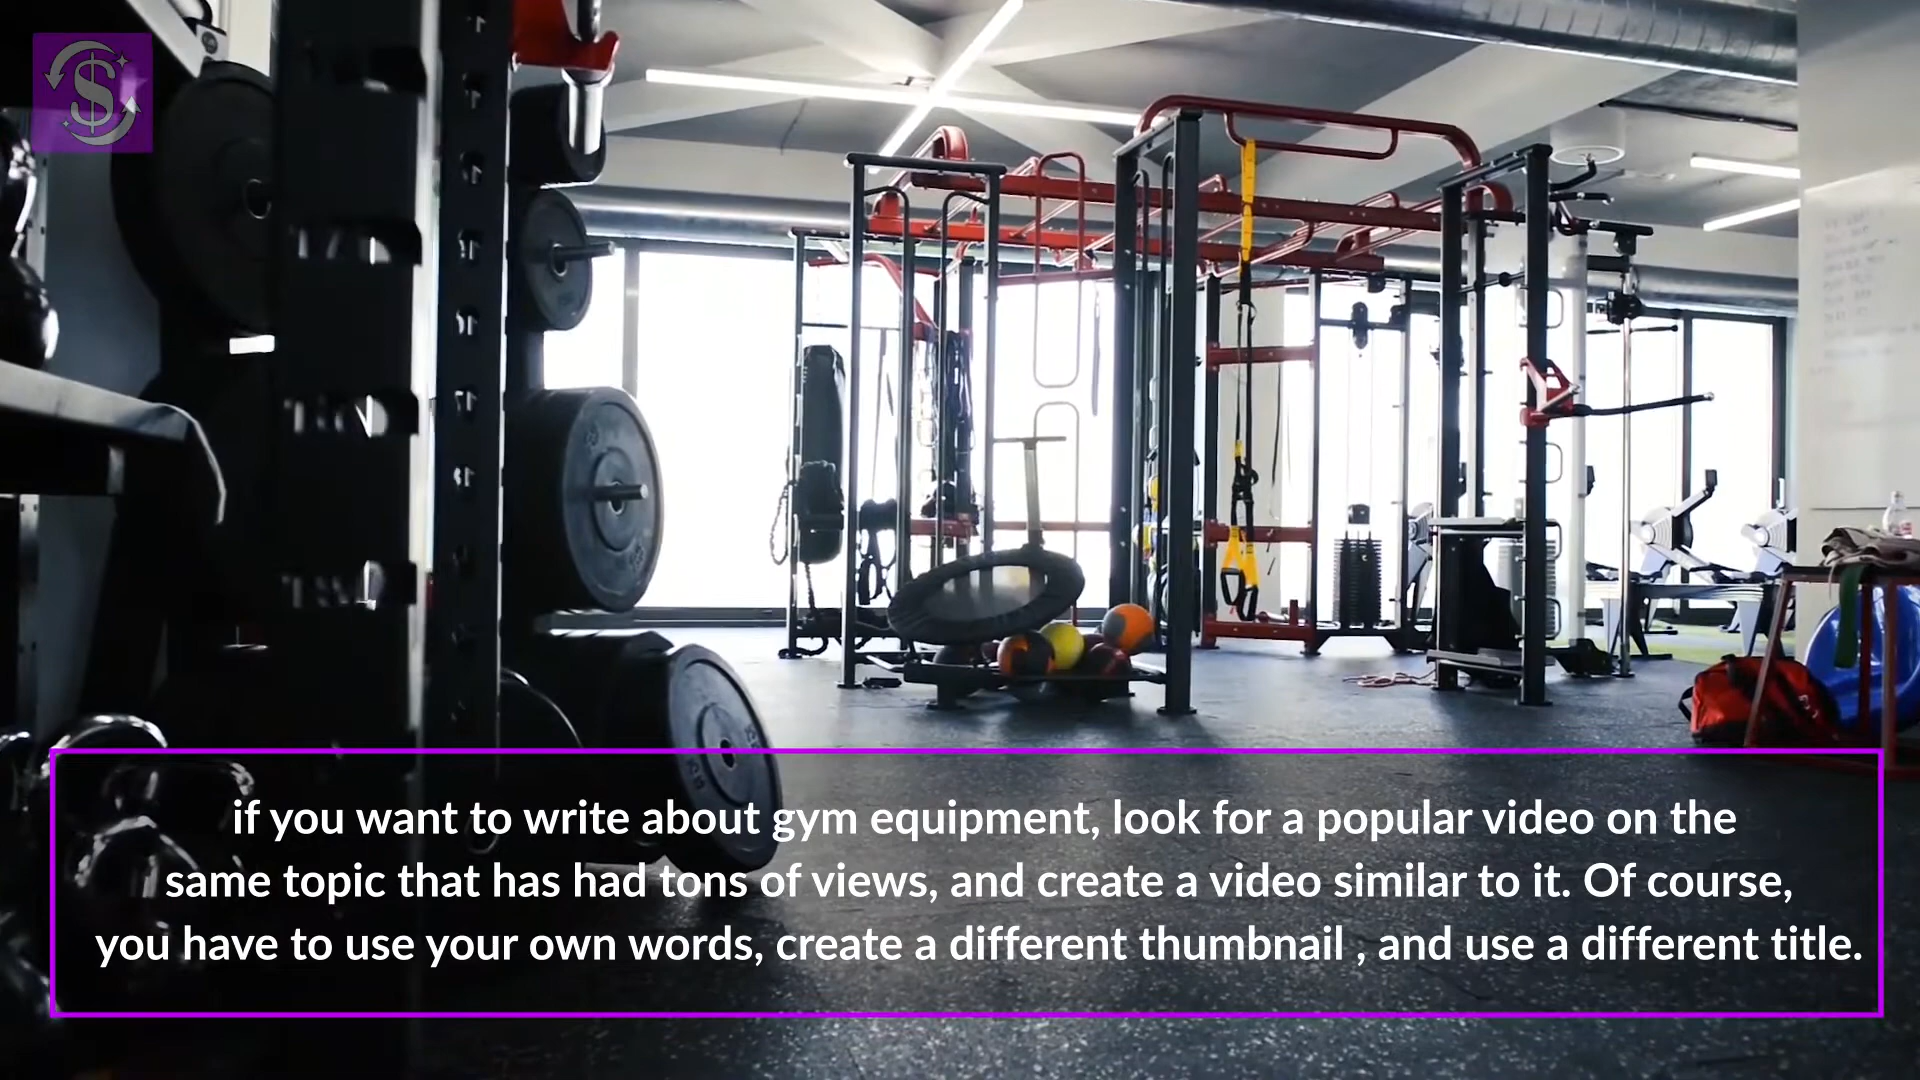 if you want to write about gym equipment, look for a popular video on the
same topic that has had tons of views, and create a video similar to it. Of course,
you have to use your own words, create a different thumbnail , and use a different title.